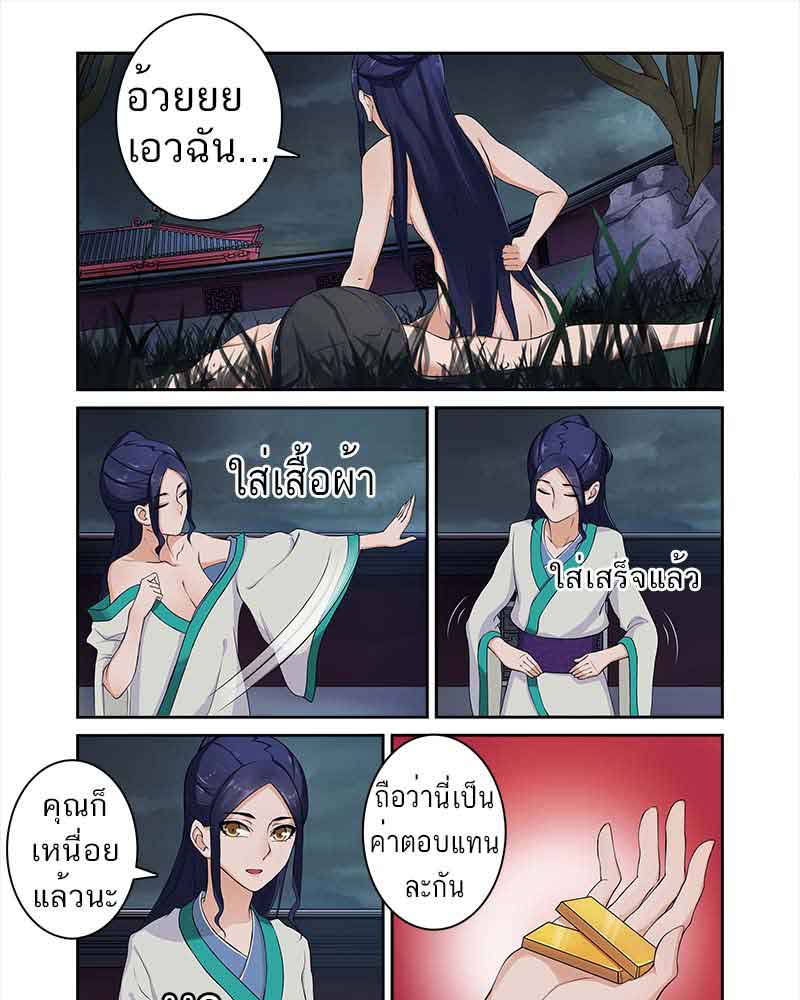 อ้วยยย
เอวฉัน...
ใส่เสื้อผ้า
ใส่เสร็จแล้ว
คุณก็
เหนื่อย
แล้วนะ
ถือว่านี่เป็น
ค่าตอบแทน
ละกัน